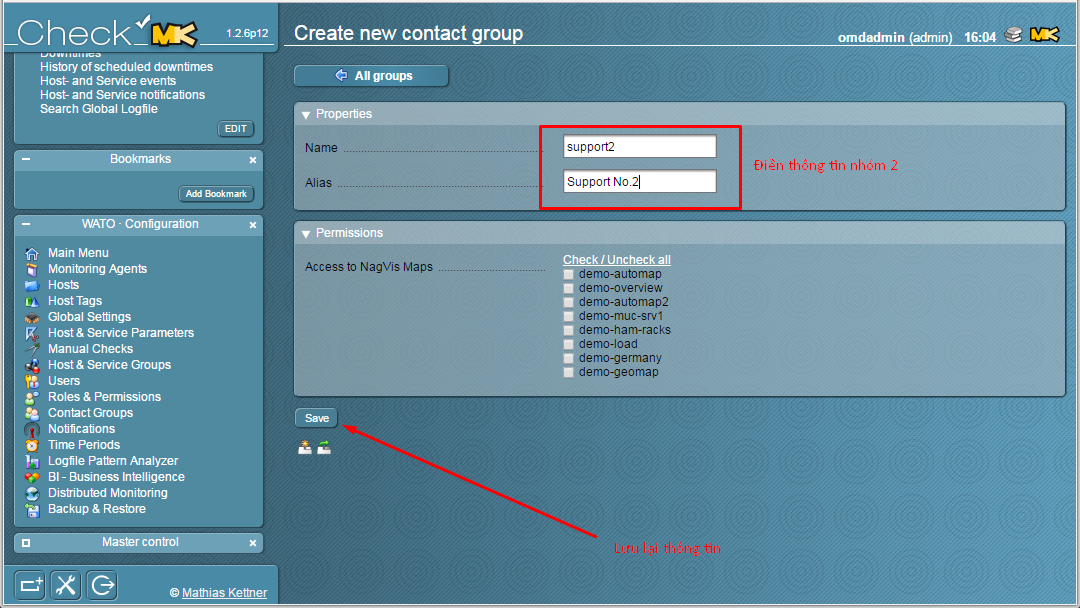 Check MK 1.2.6p12
Downtimes
History of scheduled downtimes
Host- and Service events
Host- and Service notifications
Search Global Logfile
EDIT
Bookmarks
Add Bookmark
WATO · Configuration
Main Menu
Monitoring Agents
Hosts
Host Tags
Global Settings
Host & Service Parameters
Manual Checks
Host & Service Groups
Users
Roles & Permissions
Contact Groups
Notifications
Time Periods
Logfile Pattern Analyzer
BI - Business Intelligence
Distributed Monitoring
Backup & Restore
Master control
© Mathias Kettner
Create new contact group
omdadmin (admin) 16:04 MK
All groups
Properties
Name support2
Alias Support No.2
Điền thông tin nhóm 2
Permissions
Access to NagVis Maps Check / Uncheck all
demo-automap
demo-overview
demo-automap2
demo-muc-srv1
demo-ham-racks
demo-load
demo-germany
demo-geomap
Save
Lưu lại thông tin